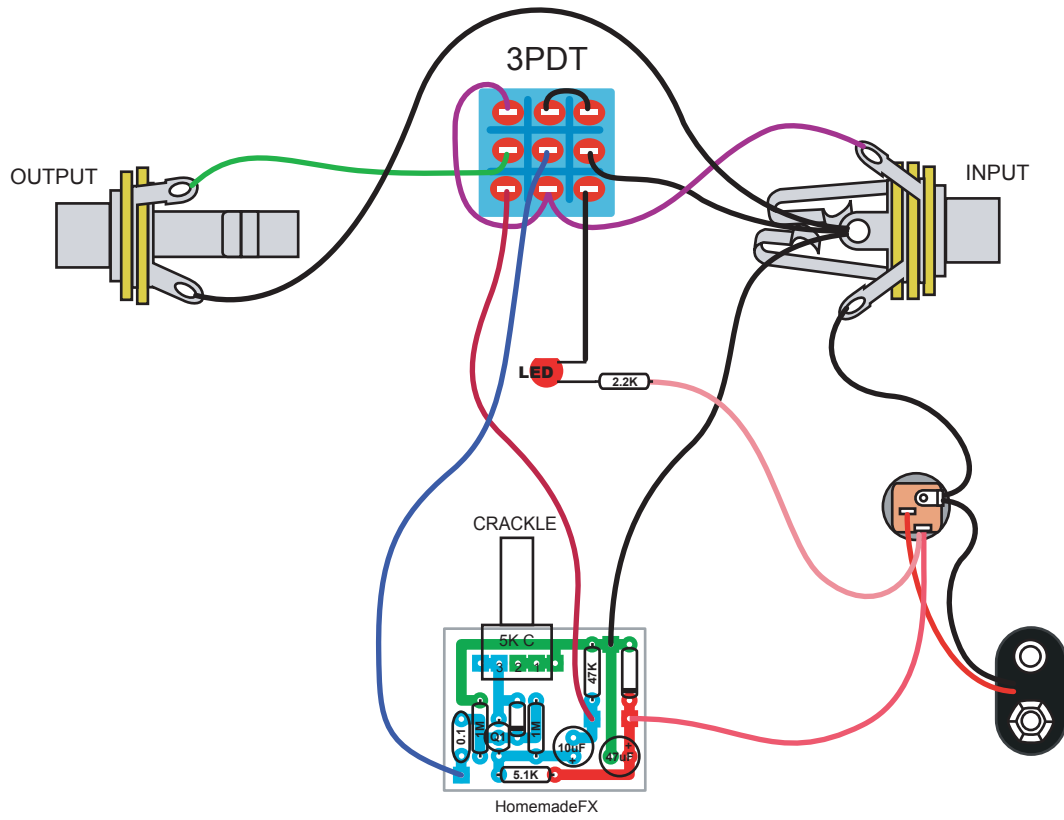 3PDT
OUTPUT
INPUT
LED
2.2K
CRACKLE
5K C
3 2 1
47K
0.1
1M
Q1
1M
10uF
+
47uF
+
5.1K
HomemadeFX